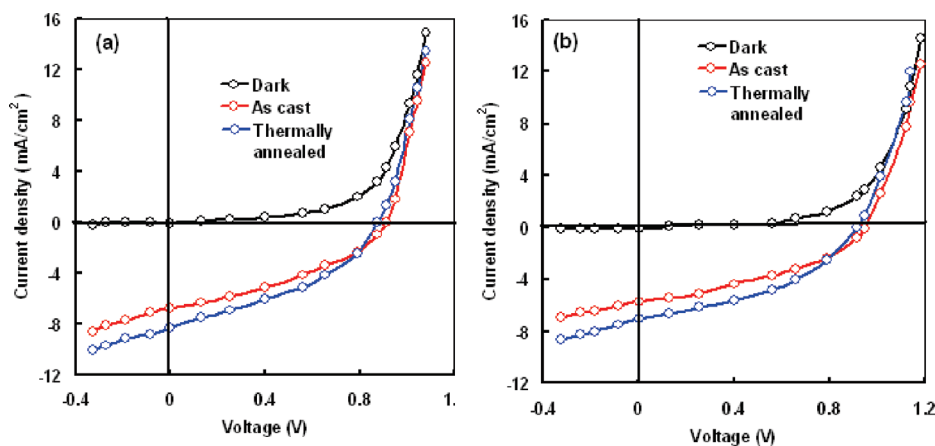 (a)
Dark
As cast
Thermally
annealed
Current density ( mA/cm²)
16
12
8
4
0
-4
-8
-12
-0.4
0
0.4
0.8
1.
Voltage (V)
(b)
Dark
As cast
Thermally
annealed
Current density ( mA/cm²)
16
12
8
4
0
-4
-8
-12
-0.4
0
0.4
0.8
1.2
Voltage (V)